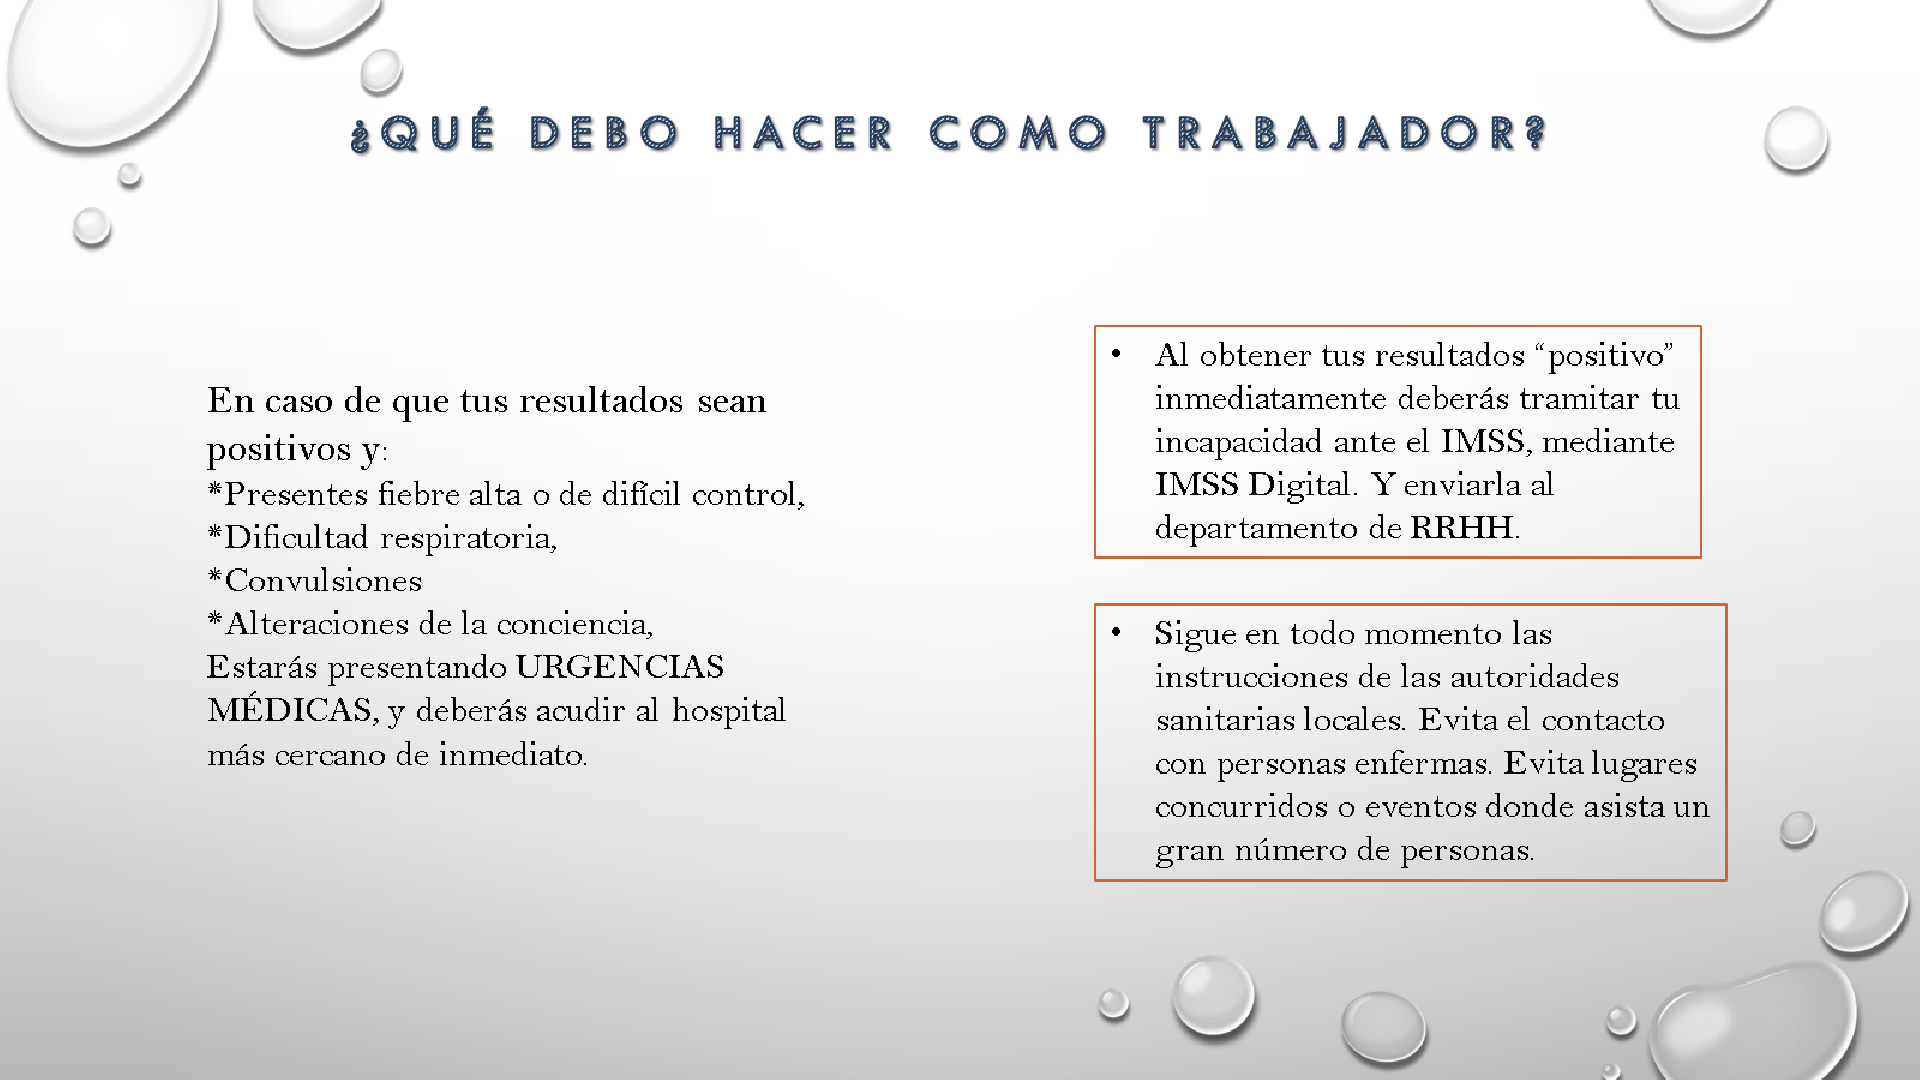 ¿QUÉ DEBO HACER COMO TRABAJADOR?
En caso de que tus resultados sean
positivos y:
*Presentes fiebre alta o de difícil control,
*Dificultad respiratoria,
*Convulsiones
*Alteraciones de la conciencia,
Estarás presentando URGENCIAS
MÉDICAS, y deberás acudir al hospital
más cercano de inmediato.
• Al obtener tus resultados “positivo”
inmediatamente deberás tramitar tu
incapacidad ante el IMSS, mediante
IMSS Digital. Y enviarla al
departamento de RRHH.
• Sigue en todo momento las
instrucciones de las autoridades
sanitarias locales. Evita el contacto
con personas enfermas. Evita lugares
concurridos o eventos donde asista un
gran número de personas.